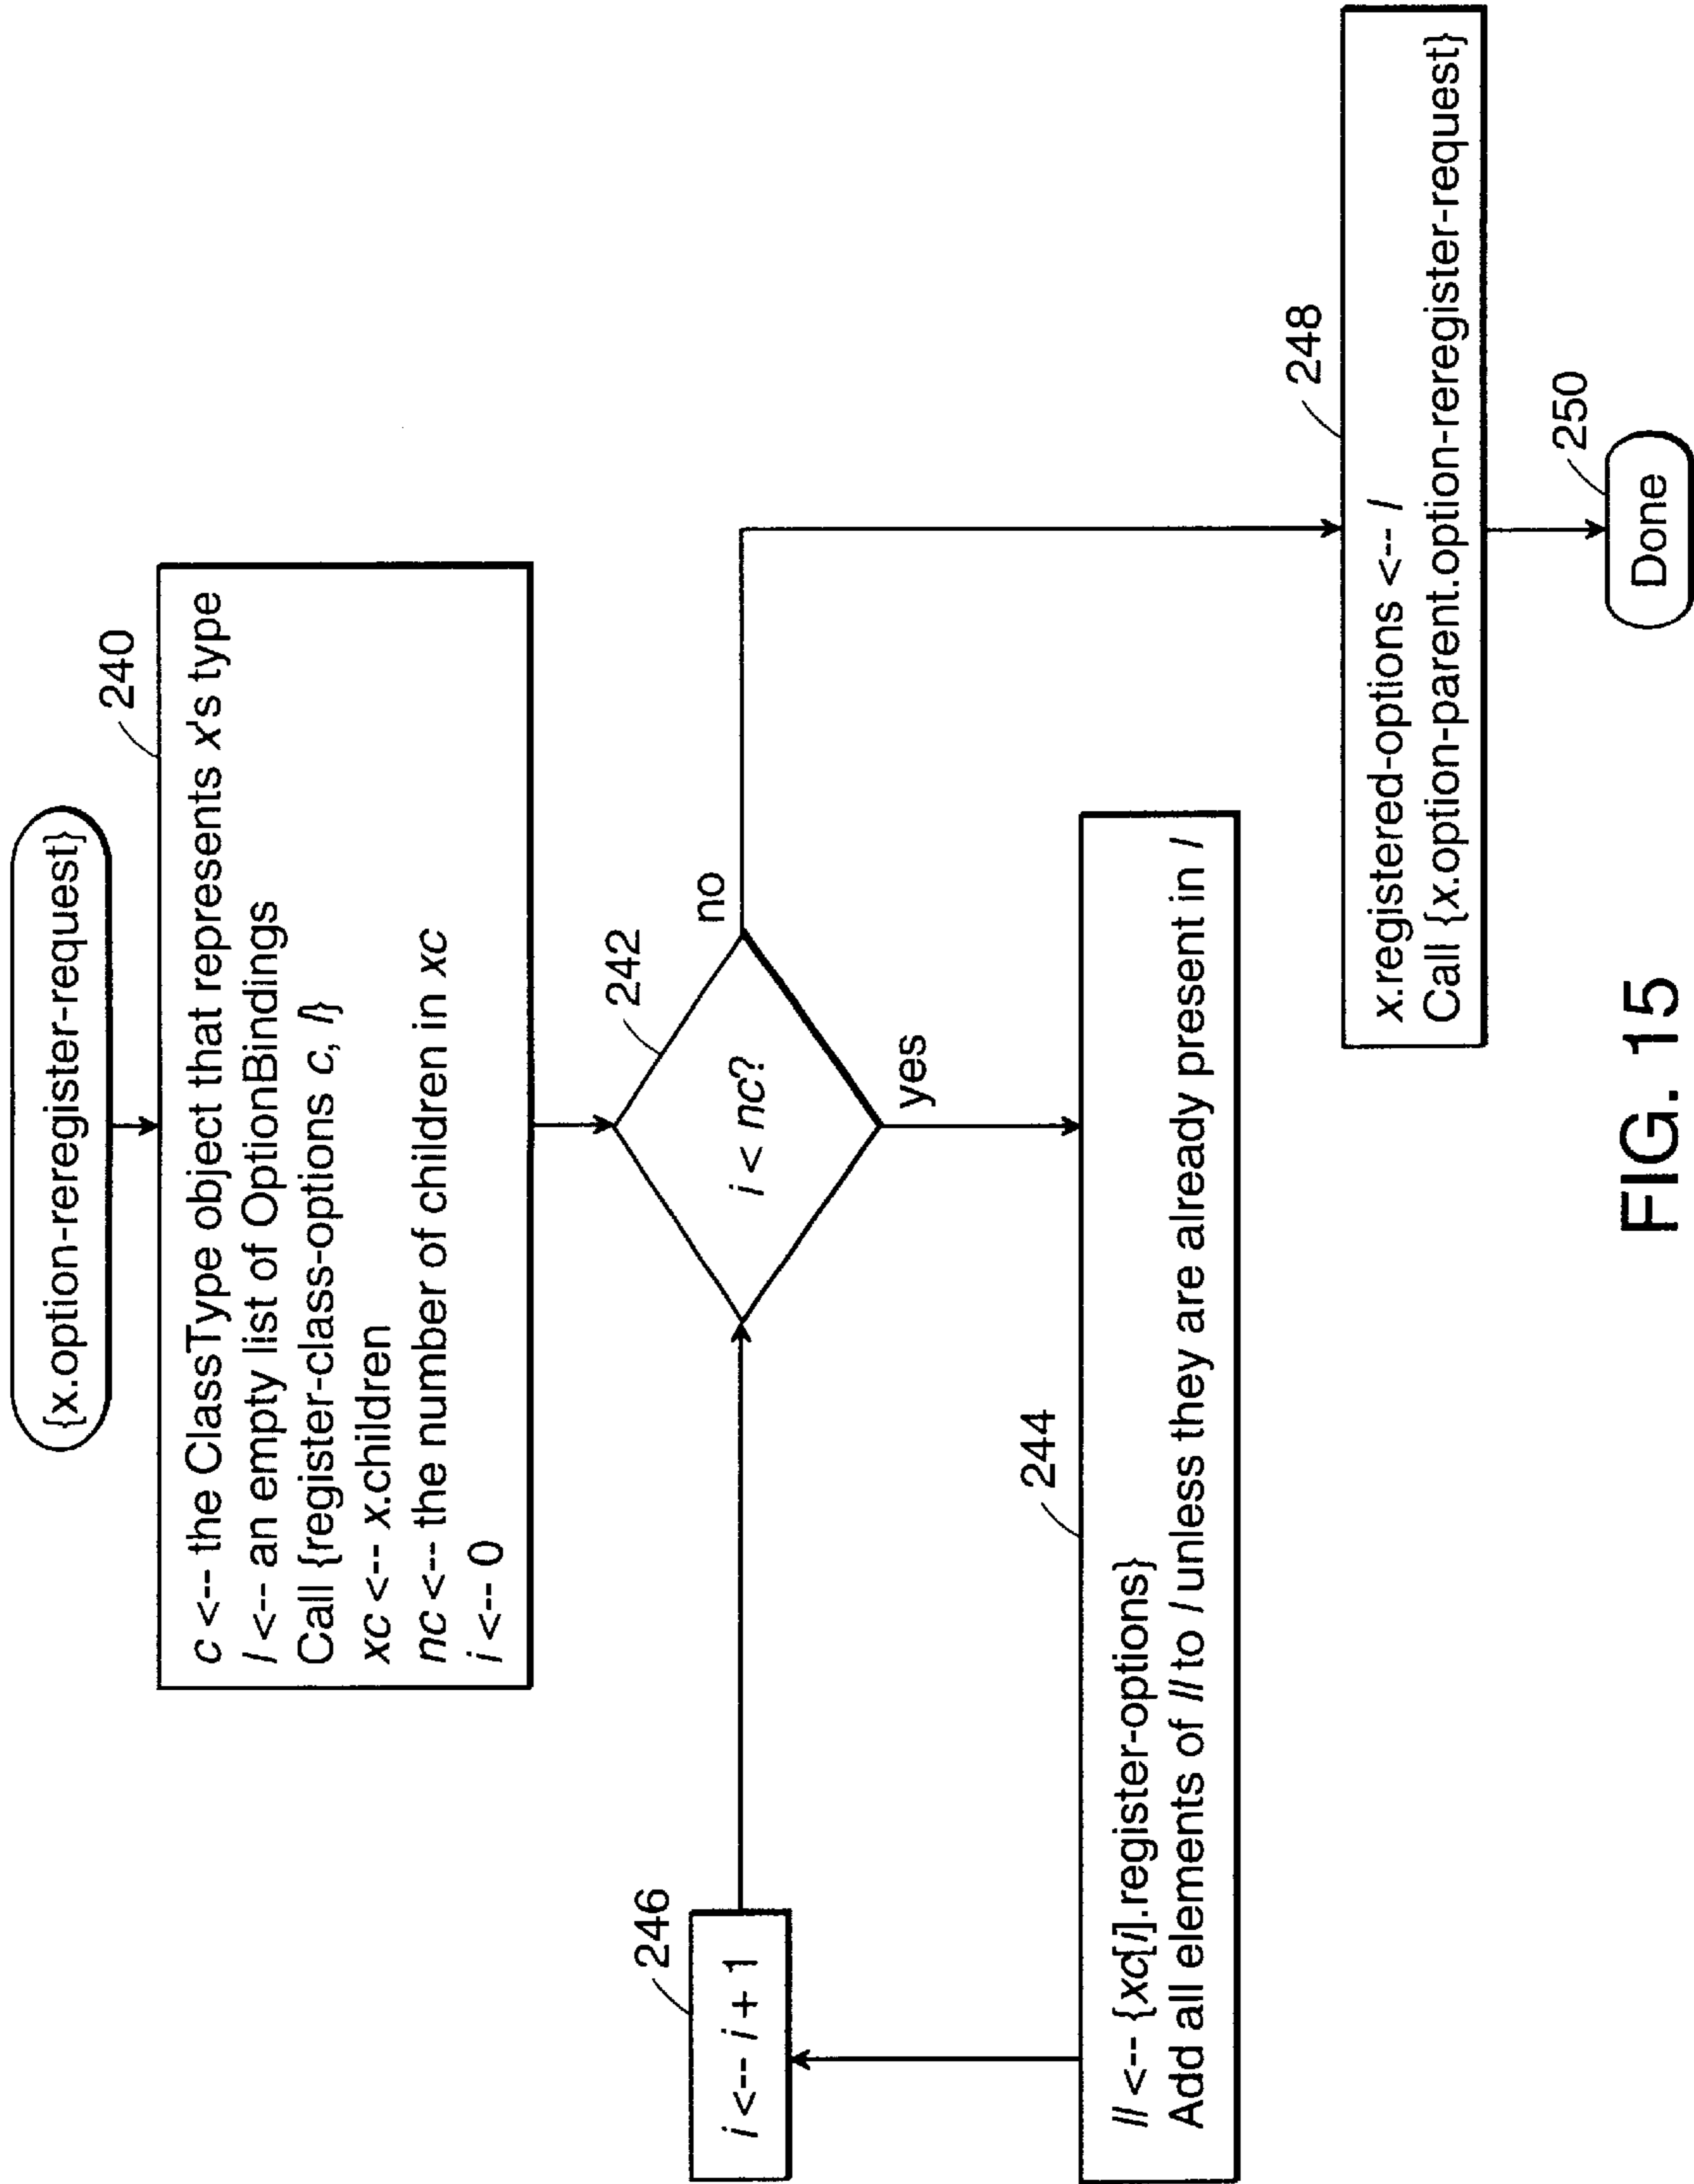 {x.option-reregister-request}
240
c <-- the ClassType object that represents x's type
l <-- an empty list of OptionBindings
Call {register-class-options c, l}
xc <-- x.children
nc <-- the number of children in xc
i <-- 0
242
i < nc?
no
yes
244
ll <-- {xc[i].register-options}
Add all elements of ll to l unless they are already present in l
246
i <-- i + 1
248
x.registered-options <-- l
Call {x.option-parent.option-reregister-request}
250
Done
FIG. 15